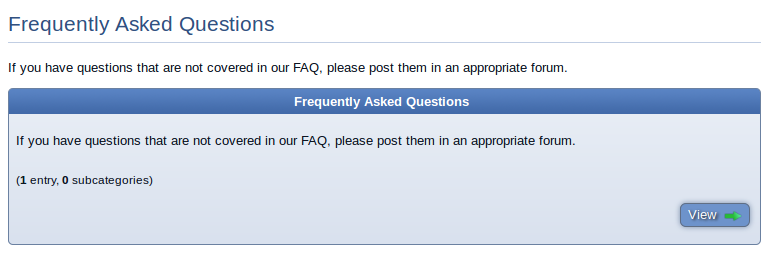 Frequently Asked Questions
If you have questions that are not covered in our FAQ, please post them in an appropriate forum.
Frequently Asked Questions
If you have questions that are not covered in our FAQ, please post them in an appropriate forum.
(1 entry, 0 subcategories)
View